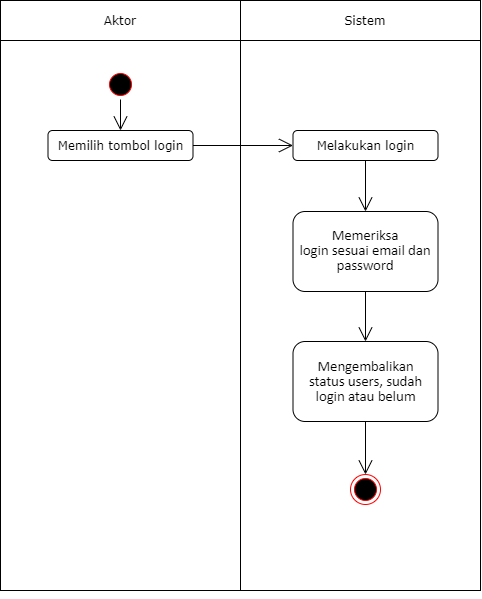 Aktor
Sistem
Memilih tombol login
Melakukan login
Memeriksa
login sesuai email dan
password
Mengembalikan
status users, sudah
login atau belum